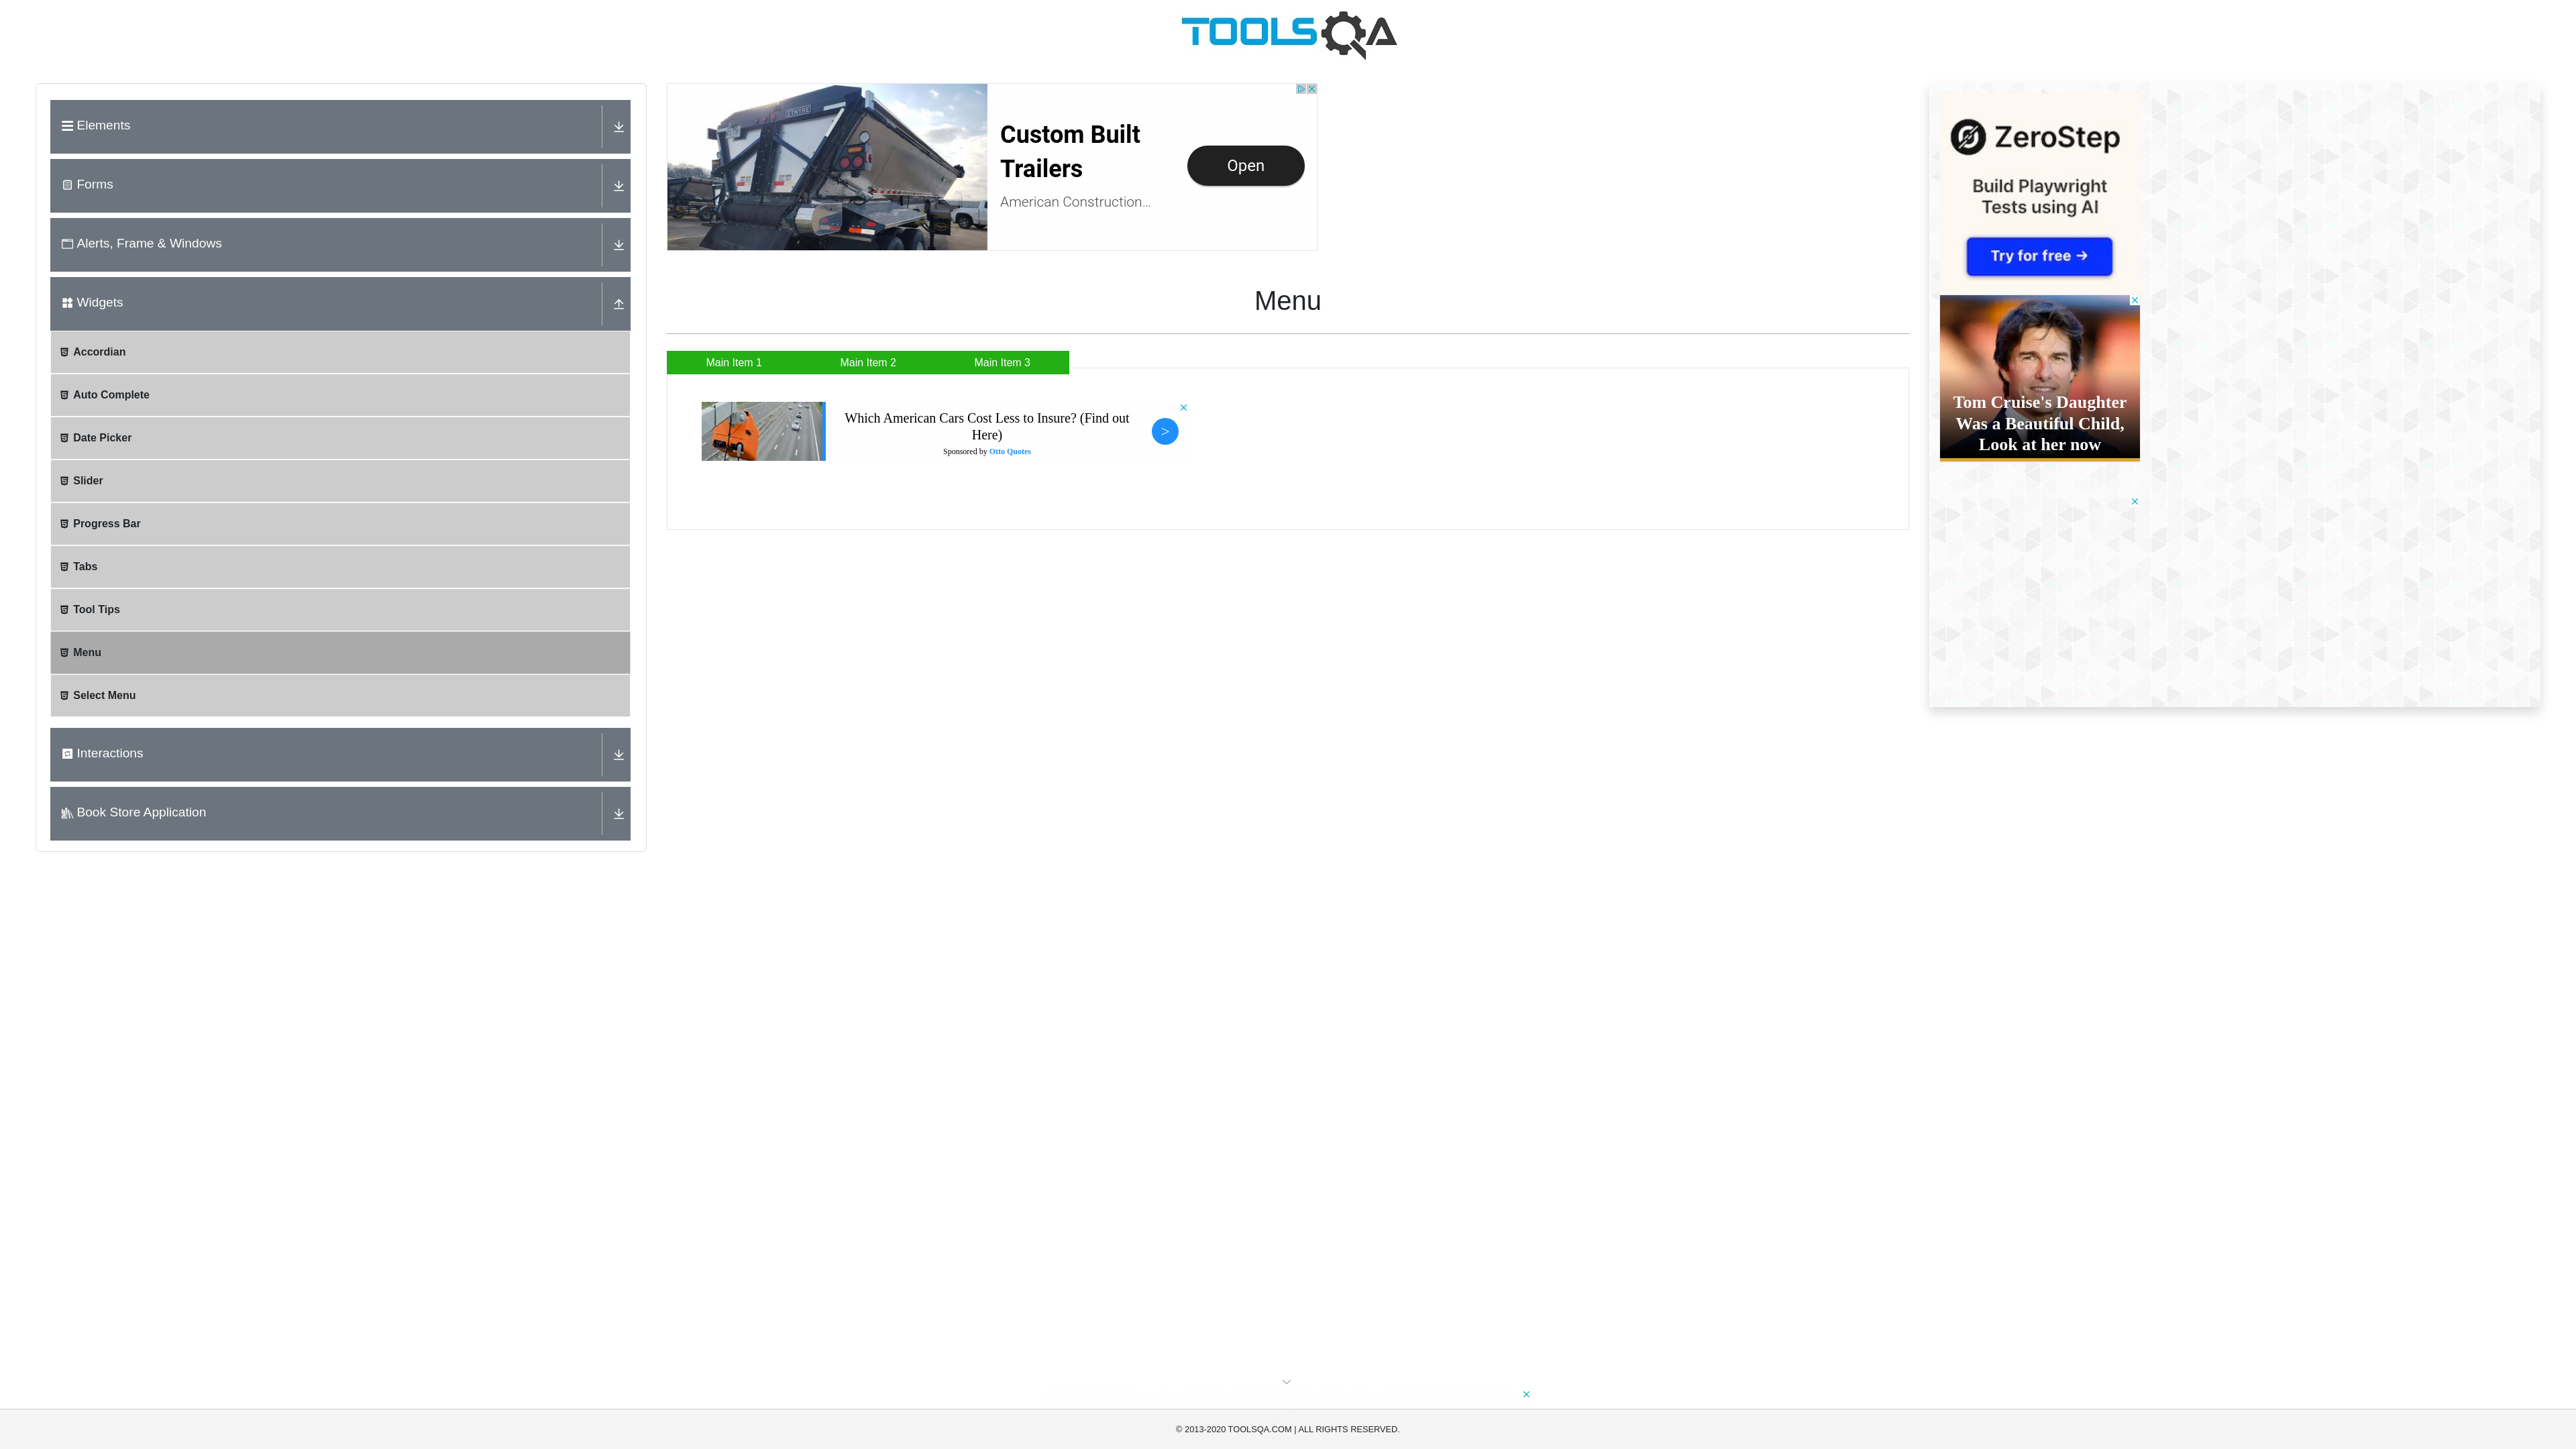 TOOLSQA
Elements
Forms
Alerts, Frame & Windows
Widgets
Accordian
Auto Complete
Date Picker
Slider
Progress Bar
Tabs
Tool Tips
Menu
Select Menu
Interactions
Book Store Application
Custom Built
Trailers
American Construction...
Open
Menu
Main Item 1
Main Item 2
Main Item 3
Which American Cars Cost Less to Insure? (Find out
Here)
Sponsored by Otto Quotes
>
ZeroStep
Build Playwright
Tests using AI
Try for free →
Tom Cruise's Daughter
Was a Beautiful Child,
Look at her now
© 2013-2020 TOOLSQA.COM | ALL RIGHTS RESERVED.